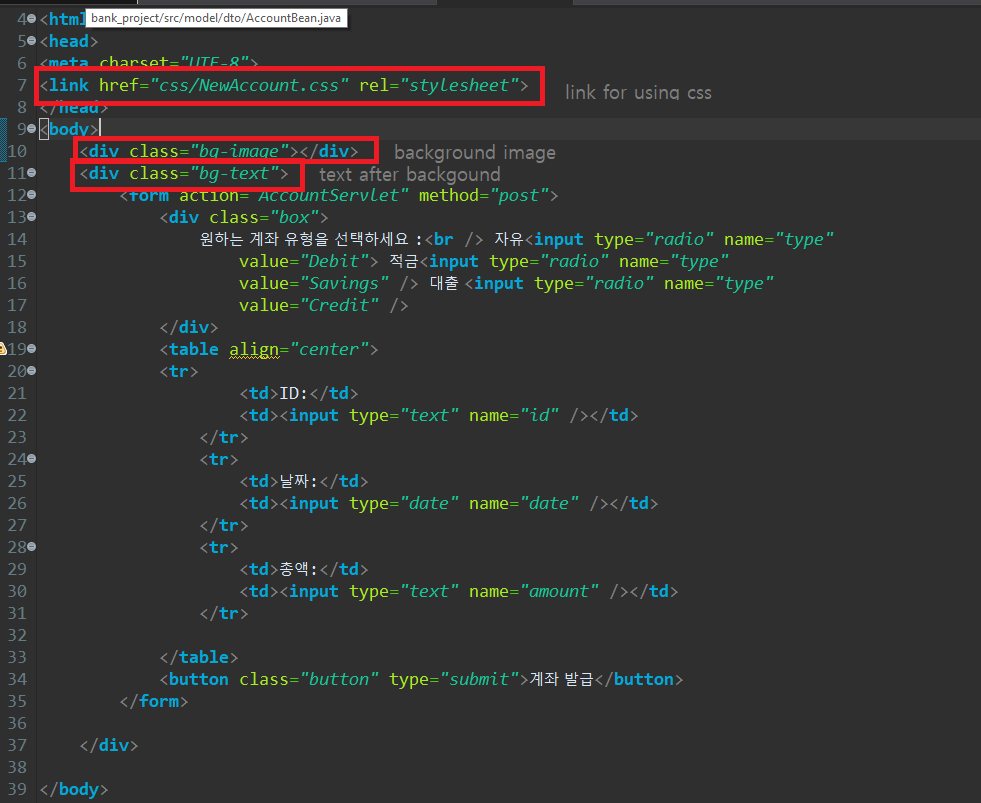 bank_project/src/model/dto/AccountBean.java
4 <html
5 <head>
6 <meta charset="UTF-8">
7 <link href="css/NewAccount.css" rel="stylesheet"> link for using css
8 </head>
9 <body>
10 <div class="bg-image"></div> background image
11 <div class="bg-text"> text after backgound
12 <form action="AccountServlet" method="post">
13 <div class="box">
14 원하는 계좌 유형을 선택하세요 :<br /> 자유<input type="radio" name="type"
15 value="Debit"> 적금<input type="radio" name="type"
16 value="Savings" /> 대출 <input type="radio" name="type"
17 value="Credit" />
18 </div>
19 <table align="center">
20 <tr>
21 <td>ID:</td>
22 <td><input type="text" name="id" /></td>
23 </tr>
24 <tr>
25 <td>날짜:</td>
26 <td><input type="date" name="date" /></td>
27 </tr>
28 <tr>
29 <td>총액:</td>
30 <td><input type="text" name="amount" /></td>
31 </tr>
32
33 </table>
34 <button class="button" type="submit">계좌 발급</button>
35 </form>
36
37 </div>
38
39 </body>